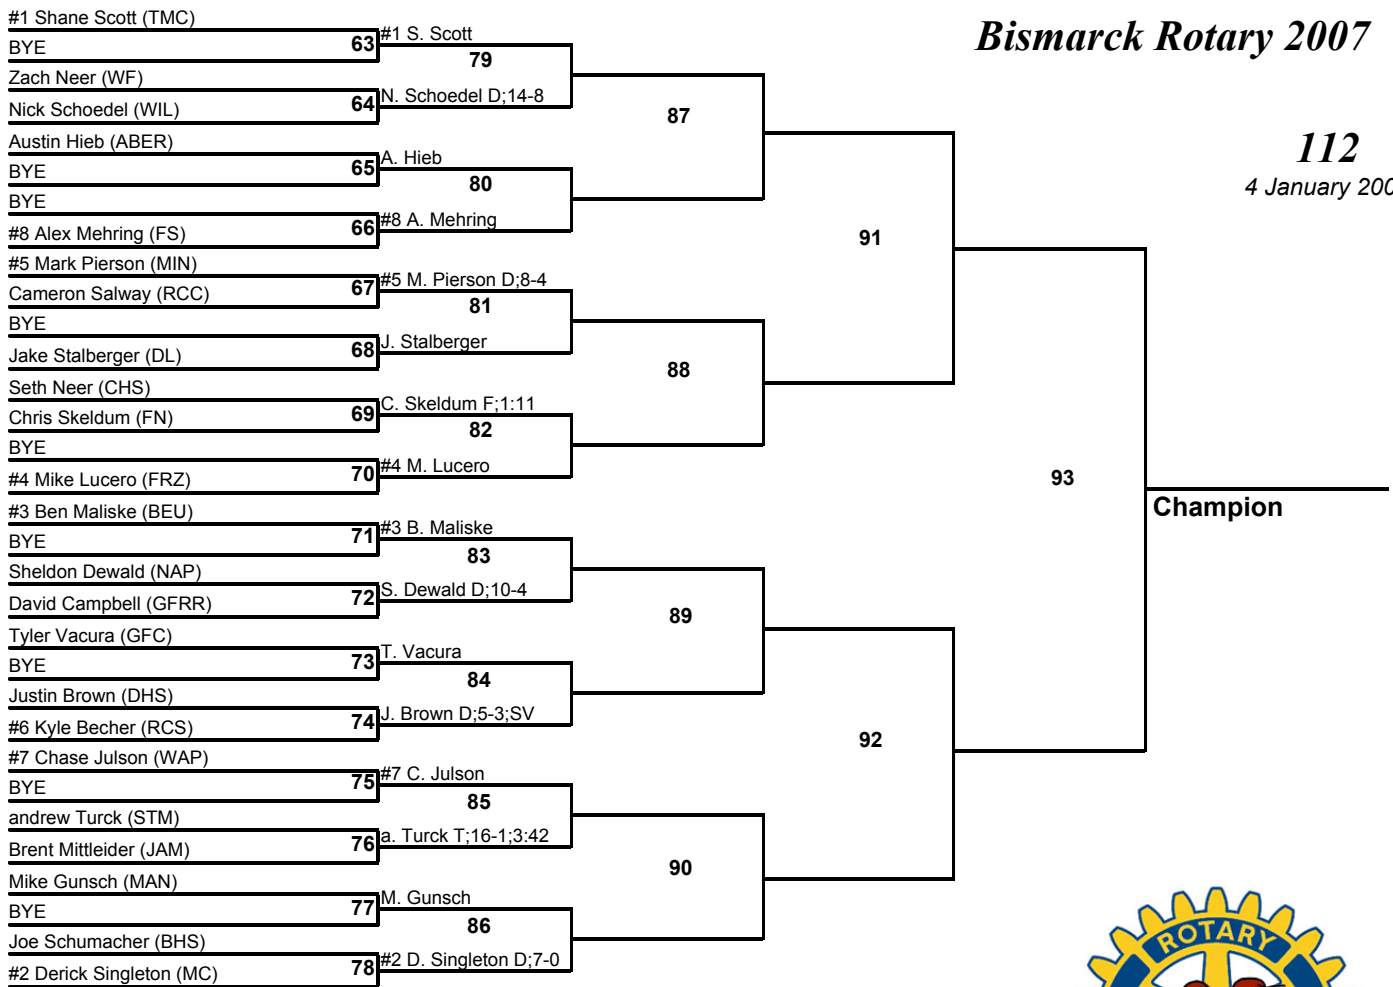 Bismarck Rotary 2007
112
4 January 200
#1 Shane Scott (TMC)
BYE
63
Zach Neer (WF)
Nick Schoedel (WIL)
64
Austin Hieb (ABER)
BYE
65
BYE
#8 Alex Mehring (FS)
66
#5 Mark Pierson (MIN)
Cameron Salway (RCC)
67
BYE
Jake Stalberger (DL)
68
Seth Neer (CHS)
Chris Skeldum (FN)
69
BYE
#4 Mike Lucero (FRZ)
70
#3 Ben Maliske (BEU)
BYE
71
Sheldon Dewald (NAP)
David Campbell (GFRR)
72
Tyler Vacura (GFC)
BYE
73
Justin Brown (DHS)
#6 Kyle Becher (RCS)
74
#7 Chase Julson (WAP)
BYE
75
andrew Turck (STM)
Brent Mittleider (JAM)
76
Mike Gunsch (MAN)
BYE
77
Joe Schumacher (BHS)
#2 Derick Singleton (MC)
78
#1 S. Scott
79
N. Schoedel D;14-8
A. Hieb
80
#8 A. Mehring
#5 M. Pierson D;8-4
81
J. Stalberger
C. Skeldum F;1:11
82
#4 M. Lucero
#3 B. Maliske
83
S. Dewald D;10-4
T. Vacura
84
J. Brown D;5-3;SV
#7 C. Julson
85
a. Turck T;16-1;3:42
M. Gunsch
86
#2 D. Singleton D;7-0
87
88
89
90
91
92
93
Champion
ROTARY